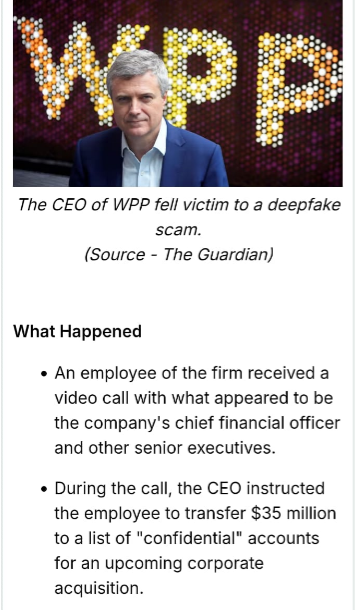 WPP
The CEO of WPP fell victim to a deepfake
scam.
(Source - The Guardian)
What Happened
• An employee of the firm received a
video call with what appeared to be
the company's chief financial officer
and other senior executives.
• During the call, the CEO instructed
the employee to transfer $35 million
to a list of "confidential" accounts
for an upcoming corporate
acquisition.